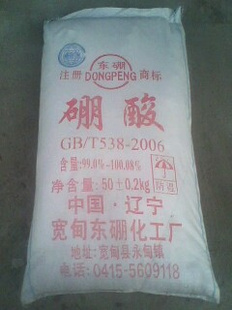 东硼
注册 DONGPENG 商标
硼酸
GB/T538-2006
含量:99.0%-100.08%
净含量:50±0.2kg
防潮
中国·辽宁
宽甸东硼化工厂
地址:宽甸县永甸镇
电话:0415-5609118